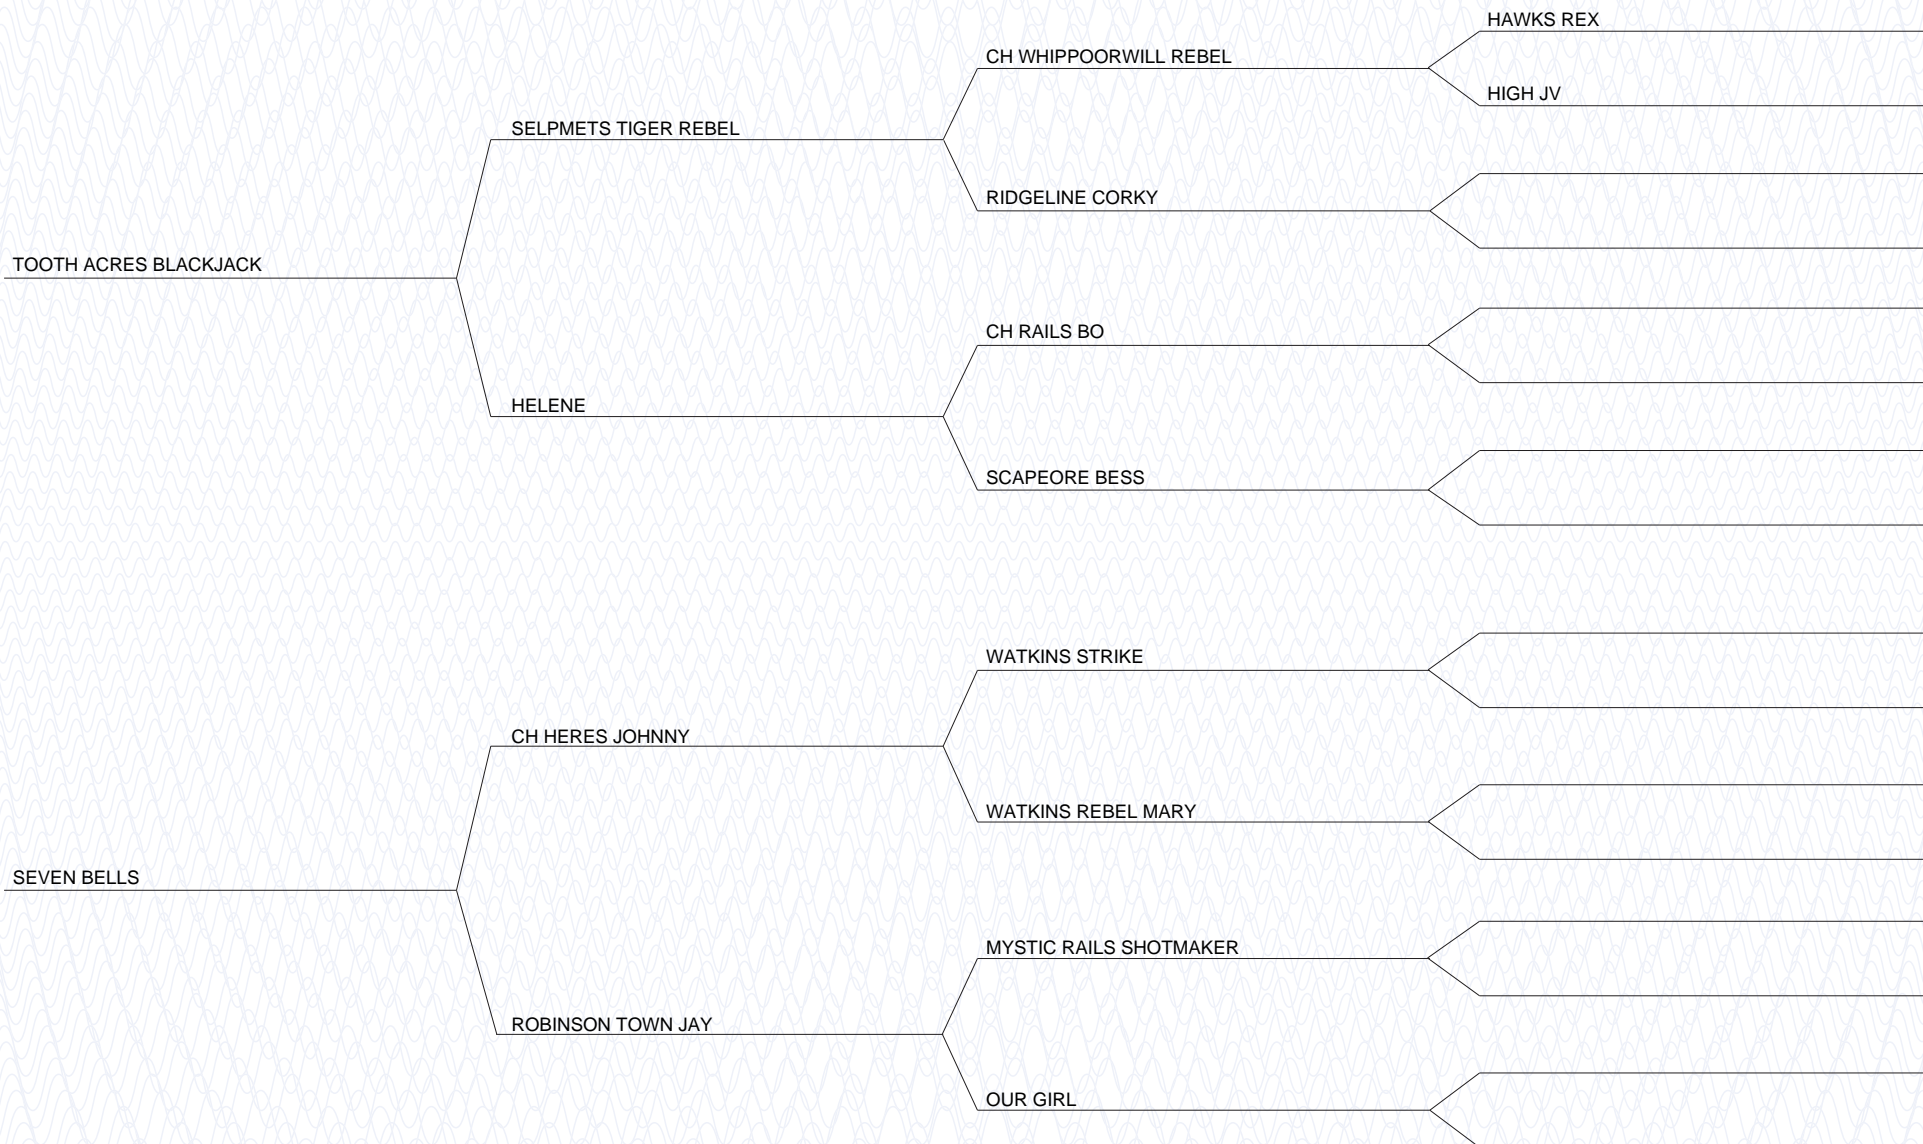 HAWKS REX
CH WHIPPOORWILL REBEL
HIGH JV
SELPMETS TIGER REBEL
RIDGELINE CORKY
TOOTH ACRES BLACKJACK
CH RAILS BO
HELENE
SCAPEORE BESS
WATKINS STRIKE
CH HERES JOHNNY
WATKINS REBEL MARY
SEVEN BELLS
MYSTIC RAILS SHOTMAKER
ROBINSON TOWN JAY
OUR GIRL